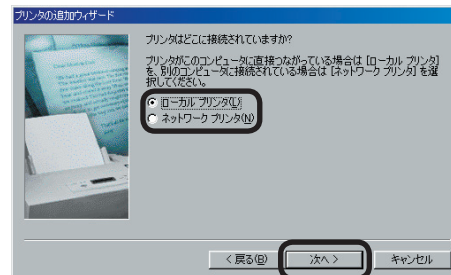 プリンタの追加ウィザード
プリンタはどこに接続されていますか?
プリンタがこのコンピュータに直接つながっている場合は [ローカル プリンタ]
を、別のコンピュータに接続されている場合は [ネットワーク プリンタ] を選
択してください。
ローカル プリンタ(L)
ネットワーク プリンタ(N)
< 戻る(B)
次へ >
キャンセル